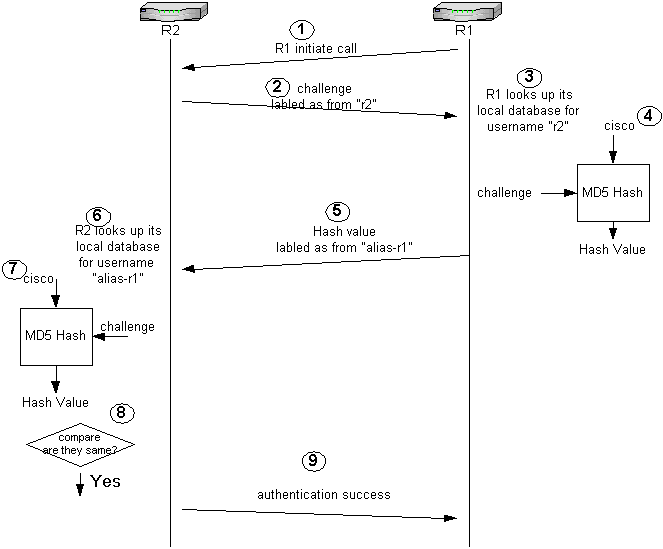 R2
R1
1
R1 initiate call
2
challenge
labled as from "r2"
3
R1 looks up its
local database for
username "r2"
4
cisco
challenge
MD5 Hash
Hash Value
5
Hash value
labled as from "alias-r1"
6
R2 looks up its
local database
for username
"alias-r1"
7
cisco
MD5 Hash
challenge
Hash Value
8
compare
are they same?
Yes
9
authentication success